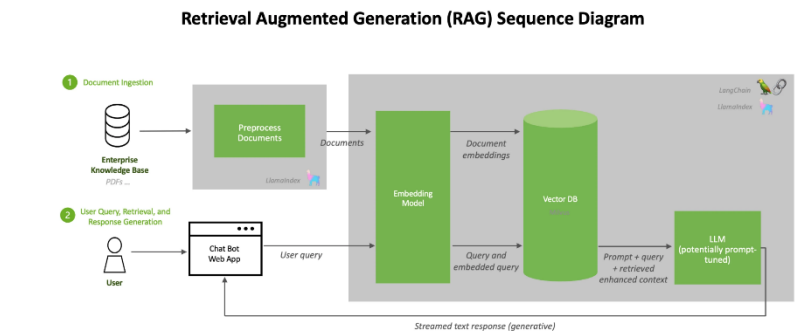 Retrieval Augmented Generation (RAG) Sequence Diagram
1
Document Ingestion
LangChain
LlamaIndex
Preprocess
Documents
Documents
Document
embeddings
Enterprise
Knowledge Base
PDFs ...
LlamaIndex
Embedding
Model
Vector DB
2
User Query, Retrieval, and
Response Generation
Chat Bot
Web App
User query
Query and
embedded query
Prompt + query
+ retrieved
enhanced context
LLM
(potentially prompt-
tuned)
User
Streamed text response (generative)